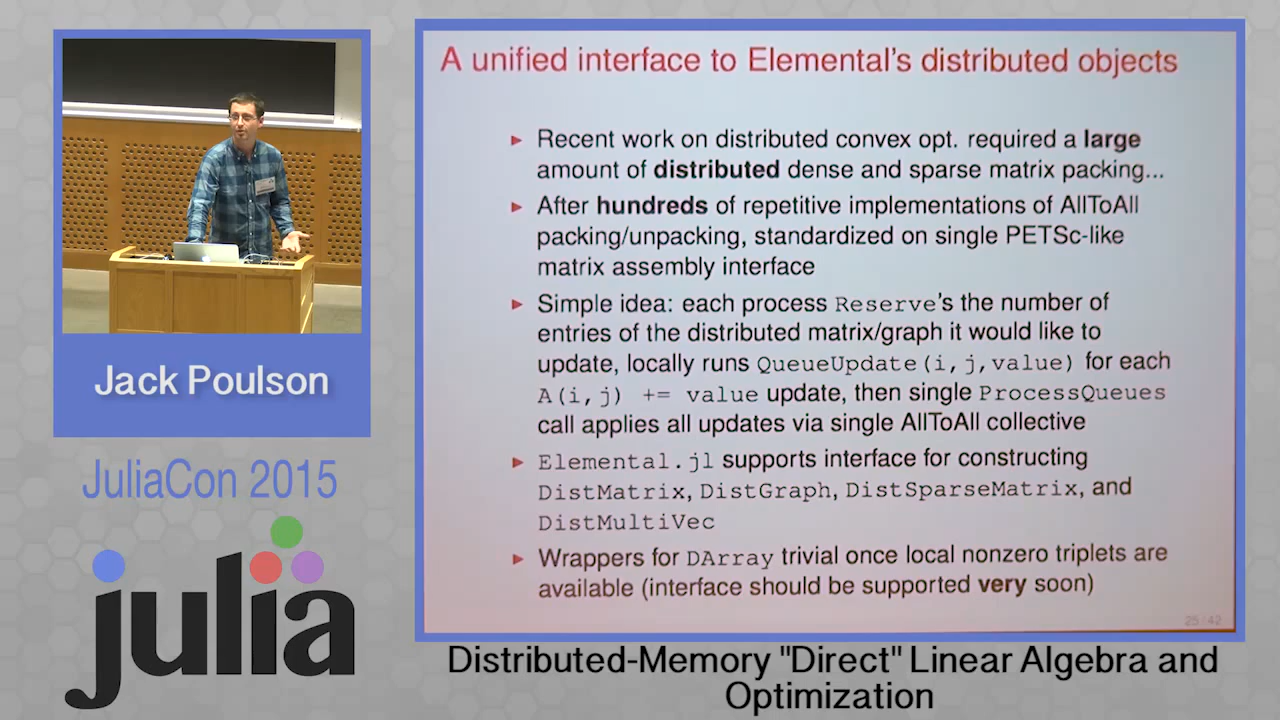 A unified interface to Elemental's distributed objects
► Recent work on distributed convex opt. required a large
amount of distributed dense and sparse matrix packing...
► After hundreds of repetitive implementations of AllToAll
packing/unpacking, standardized on single PETSc-like
matrix assembly interface
► Simple idea: each process Reserve's the number of
entries of the distributed matrix/graph it would like to
update, locally runs QueueUpdate(i,j,value) for each
A(i,j) += value update, then single ProcessQueues
call applies all updates via single AllToAll collective
► Elemental.jl supports interface for constructing
DistMatrix, DistGraph, DistSparseMatrix, and
DistMultiVec
► Wrappers for DArray trivial once local nonzero triplets are
available (interface should be supported very soon)
25/42
Jack Poulson
JuliaCon 2015
julia
Distributed-Memory "Direct" Linear Algebra and
Optimization